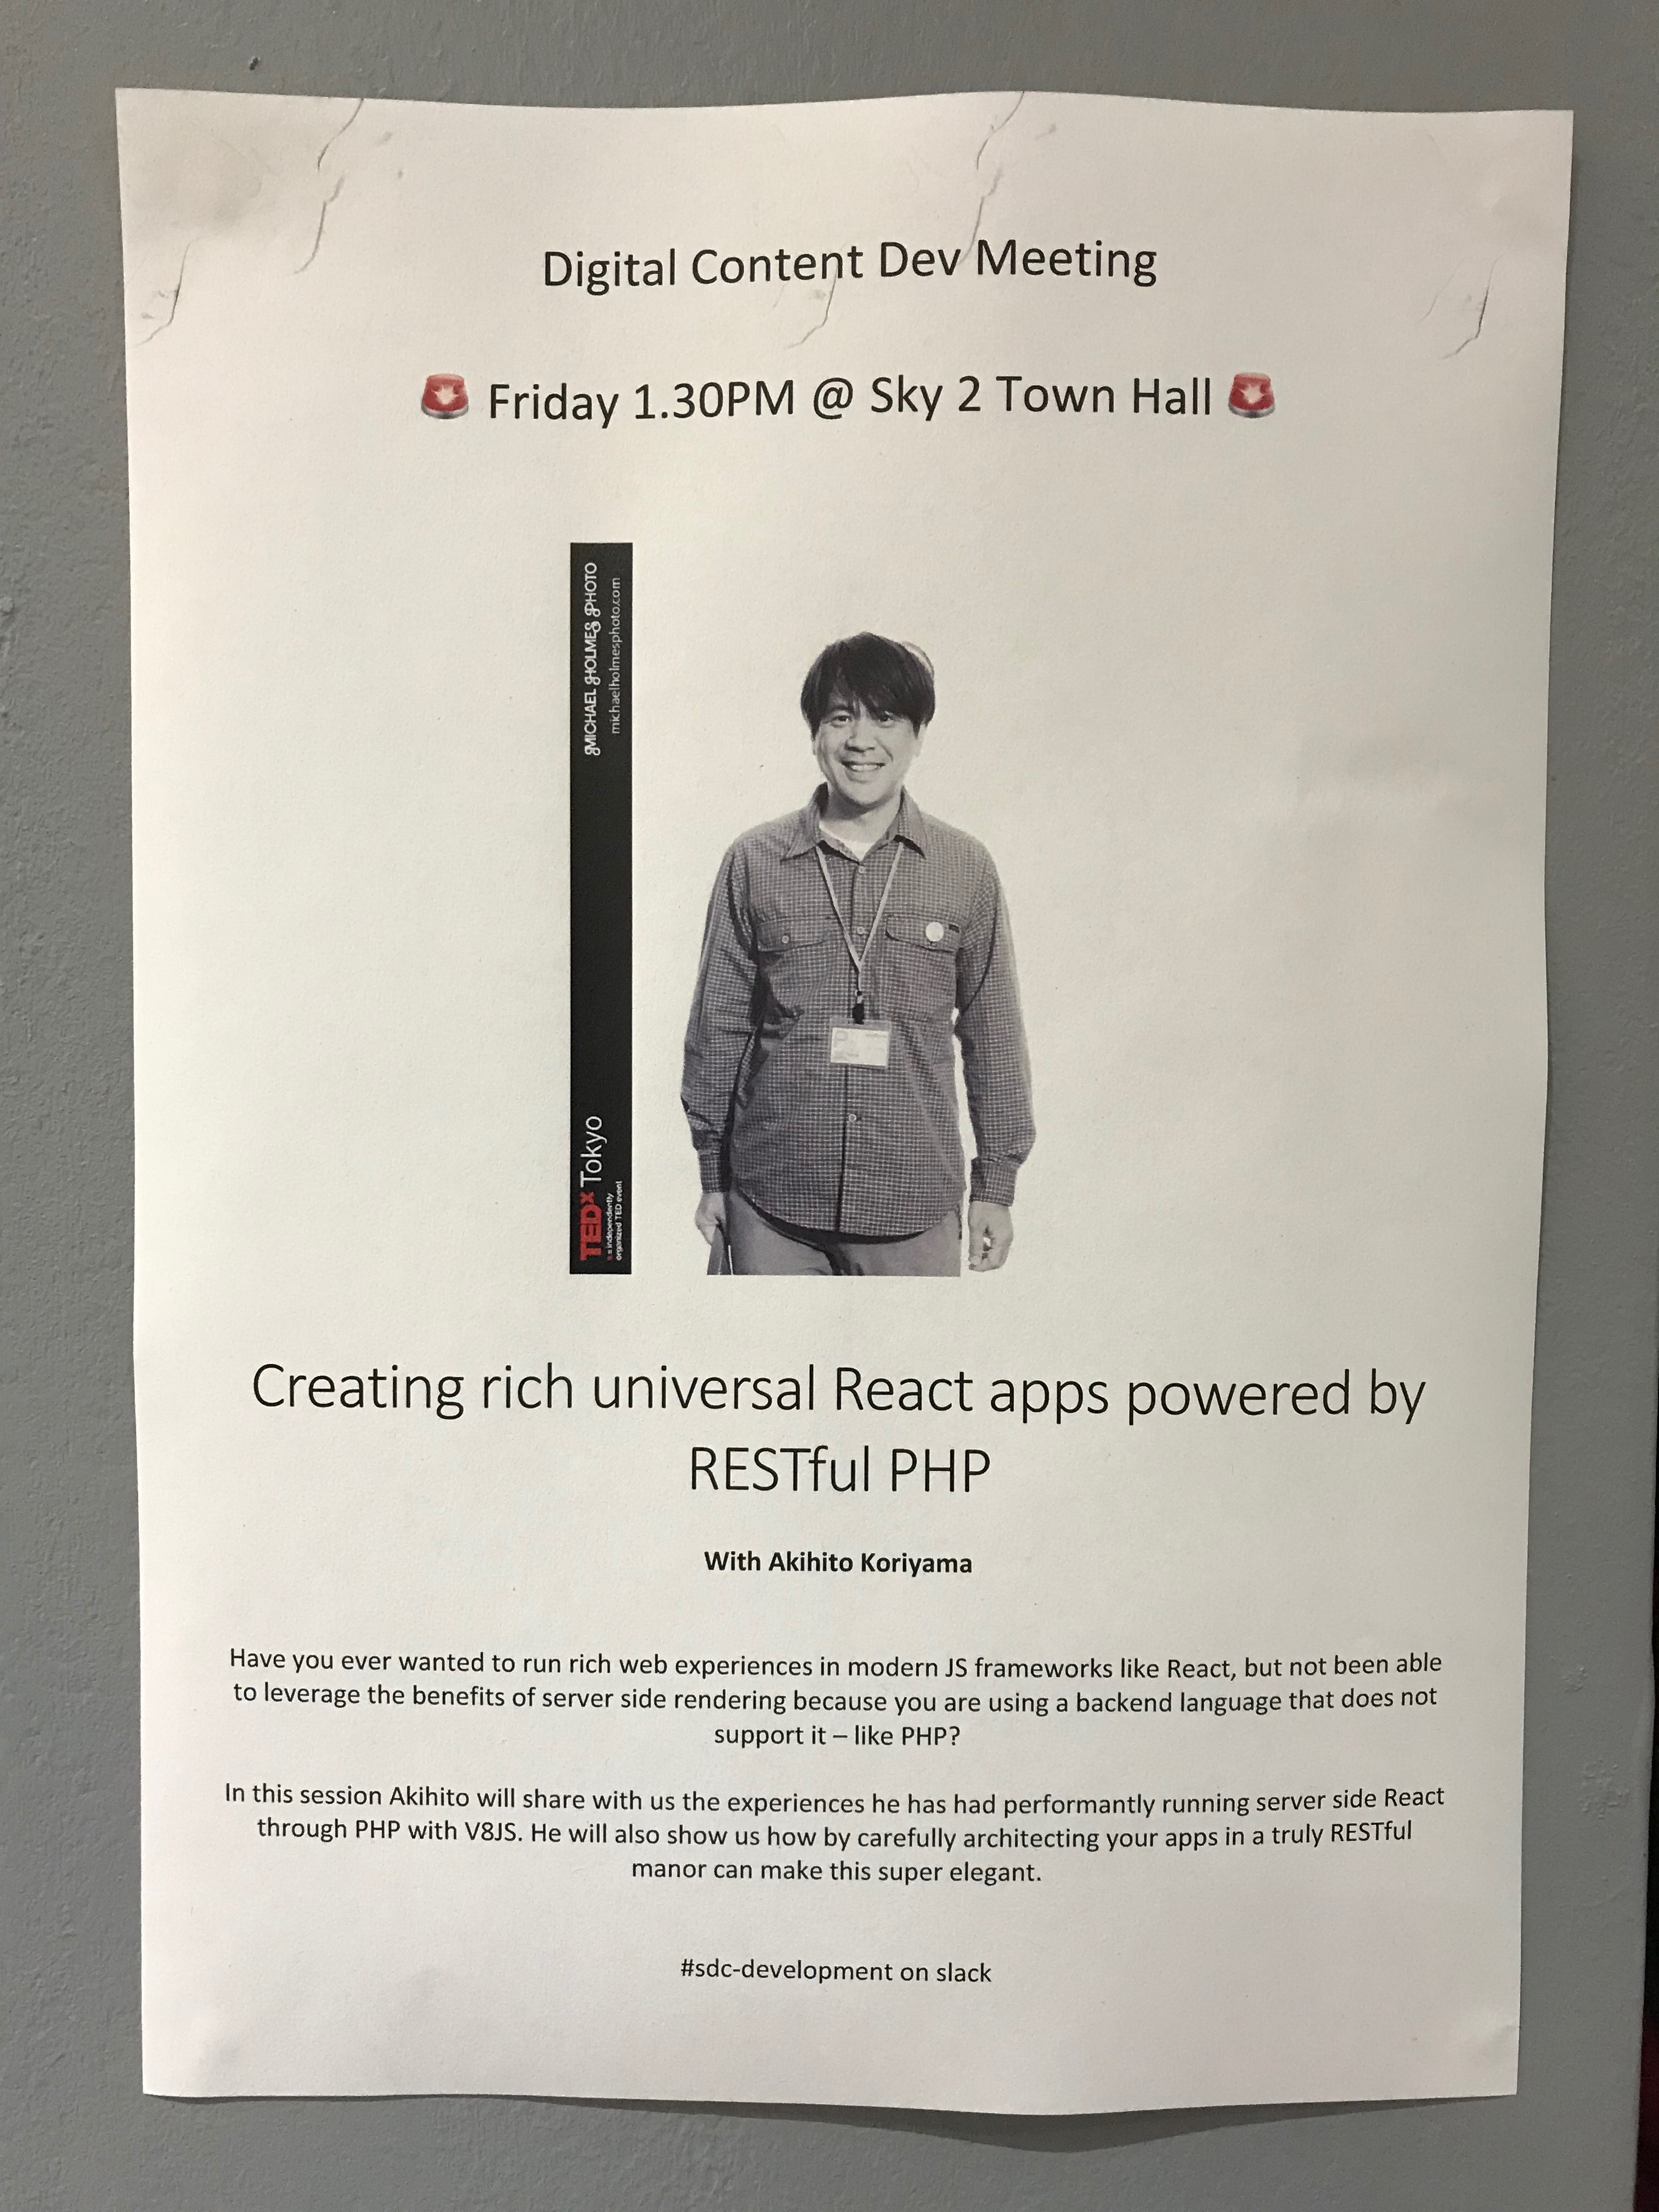 Digital Content Dev Meeting
🚨 Friday 1.30PM @ Sky 2 Town Hall 🚨
MICHAEL HOLMES PHOTO
michaelholmesphoto.com
TEDx Tokyo
x = independently
organized TED event
Creating rich universal React apps powered by
RESTful PHP
With Akihito Koriyama
Have you ever wanted to run rich web experiences in modern JS frameworks like React, but not been able
to leverage the benefits of server side rendering because you are using a backend language that does not
support it – like PHP?
In this session Akihito will share with us the experiences he has had performantly running server side React
through PHP with V8JS. He will also show us how by carefully architecting your apps in a truly RESTful
manor can make this super elegant.
#sdc-development on slack